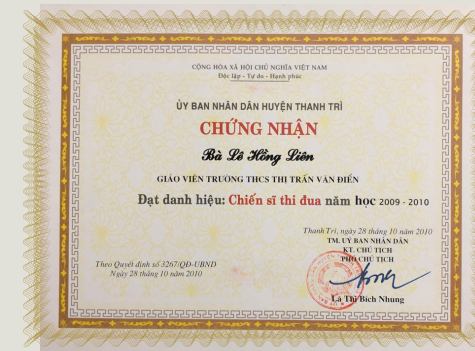 CỘNG HÒA XÃ HỘI CHỦ NGHĨA VIỆT NAM
Độc lập - Tự do - Hạnh phúc
ỦY BAN NHÂN DÂN HUYỆN THANH TRÌ
CHỨNG NHẬN
Bà Lê Hồng Liên
GIÁO VIÊN TRƯỜNG THCS THỊ TRẤN VĂN ĐIỂN
Đạt danh hiệu: Chiến sĩ thi đua năm học 2009 - 2010
Thanh Trì, ngày 28 tháng 10 năm 2010
TM. UỶ BAN NHÂN DÂN
KT. CHỦ TỊCH
PHÓ CHỦ TỊCH
Theo Quyết định số 3267/QĐ-UBND
Ngày 28 tháng 10 năm 2010
Lã Thị Bích Nhung